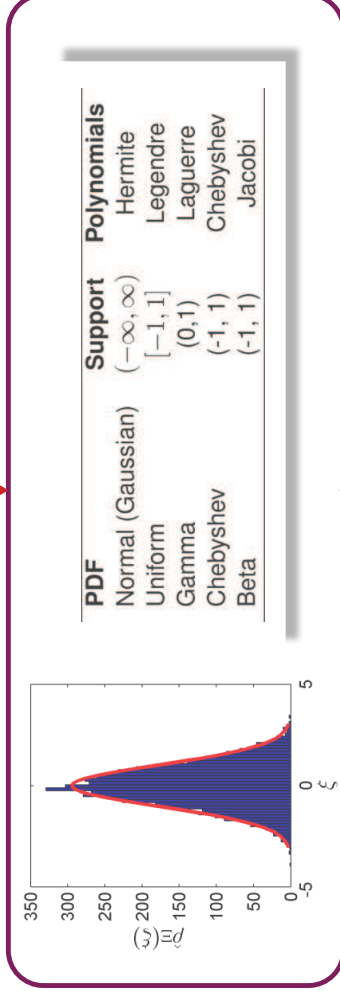 350
300
250
200
150
100
50
0
-5 0 5
ξ
ρ̂Ξ(ξ)
PDF Support Polynomials
Normal (Gaussian) (−∞, ∞) Hermite
Uniform [−1, 1] Legendre
Gamma (0,1) Laguerre
Chebyshev (-1, 1) Chebyshev
Beta (-1, 1) Jacobi